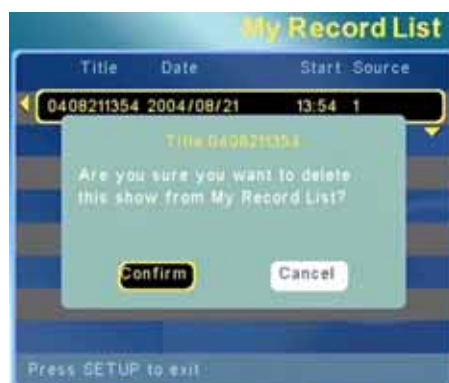 My Record List
Title Date Start Source
0408211354 2004/08/21 13:54 1
Title:0408211354
Are you sure you want to delete
this show from My Record List?
Confirm Cancel
Press SETUP to exit